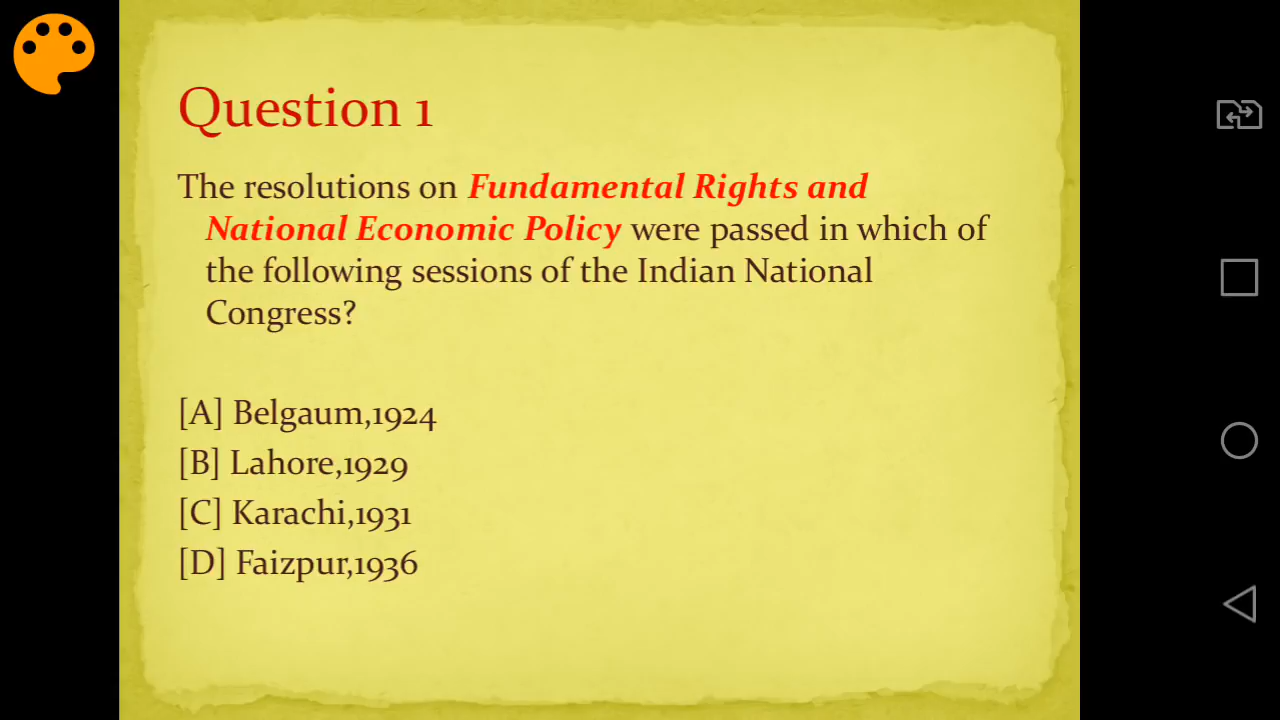 Question 1
The resolutions on Fundamental Rights and
National Economic Policy were passed in which of
the following sessions of the Indian National
Congress?
[A] Belgaum,1924
[B] Lahore,1929
[C] Karachi,1931
[D] Faizpur,1936